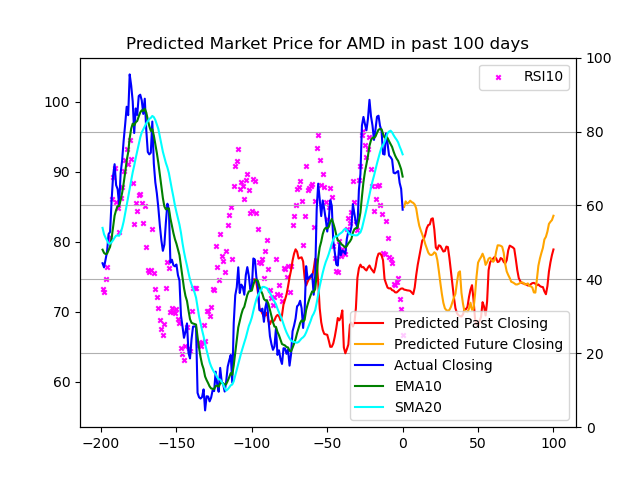 Predicted Market Price for AMD in past 100 days
RSI10
100
90
80
70
60
100
80
60
40
20
0
Predicted Past Closing
Predicted Future Closing
Actual Closing
EMA10
SMA20
−200 −150 −100 −50 0 50 100